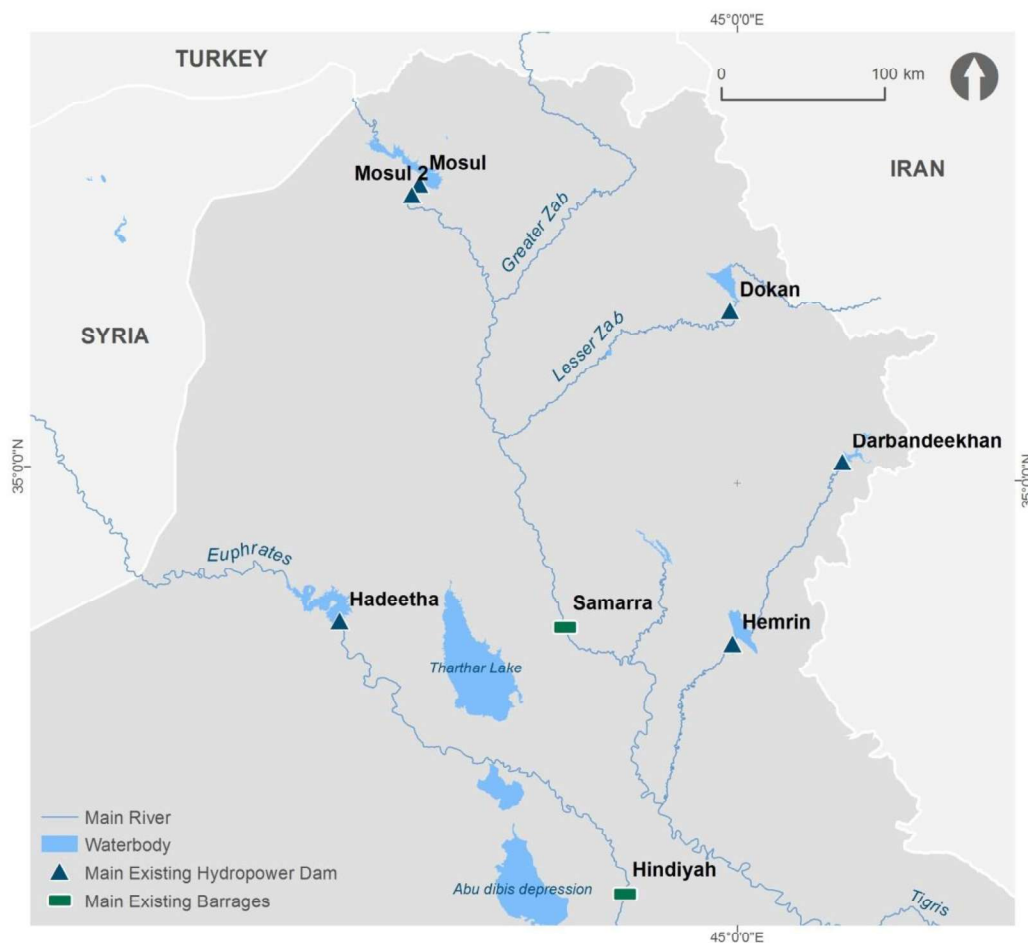 45°0'0"E
TURKEY
0 100 km
IRAN
Mosul
Mosul 2
Greater Zab
Dokan
SYRIA
Lesser Zab
Darbandeekhan
35°0'0"N
35°0'0"N
Euphrates
Hadeetha
Samarra
Hemrin
Tharthar Lake
Main River
Waterbody
Main Existing Hydropower Dam
Main Existing Barrages
Hindiyah
Abu dibis depression
Tigris
45°0'0"E